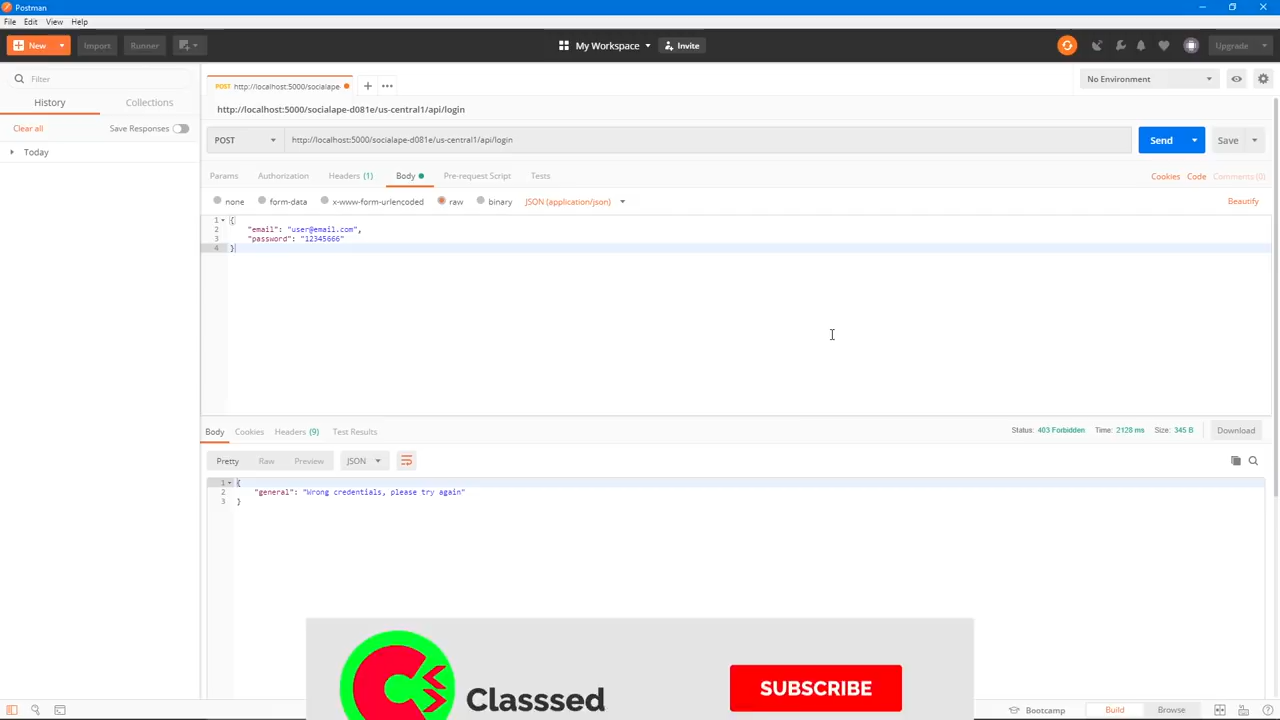 Postman
File Edit View Help
New Import Runner My Workspace Invite Upgrade
Filter
History Collections
Clear all Save Responses
Today
POST http://localhost:5000/socialape- No Environment
http://localhost:5000/socialape-d081e/us-central1/api/login
POST http://localhost:5000/socialape-d081e/us-central1/api/login Send Save
Params Authorization Headers (1) Body Pre-request Script Tests Cookies Code Comments (0)
none form-data x-www-form-urlencoded raw binary JSON (application/json) Beautify
1 {
2 "email": "user@email.com",
3 "password": "12345666"
4 }
Body Cookies Headers (9) Test Results Status: 403 Forbidden Time: 2128 ms Size: 345 B Download
Pretty Raw Preview JSON
1 {
2 "general": "Wrong credentials, please try again"
3 }
Classsed SUBSCRIBE
Bootcamp Build Browse